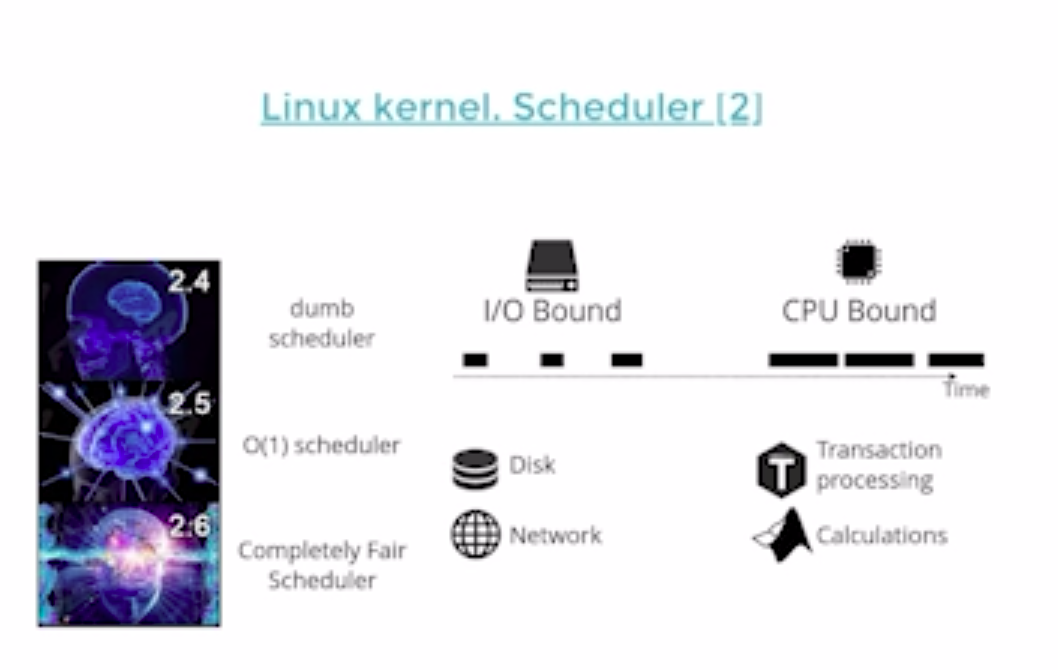 Linux kernel. Scheduler [2]
2.4
dumb
scheduler
2.5
O(1) scheduler
2.6
Completely Fair
Scheduler
I/O Bound
CPU Bound
Time
Disk
Network
Transaction
processing
T
Calculations